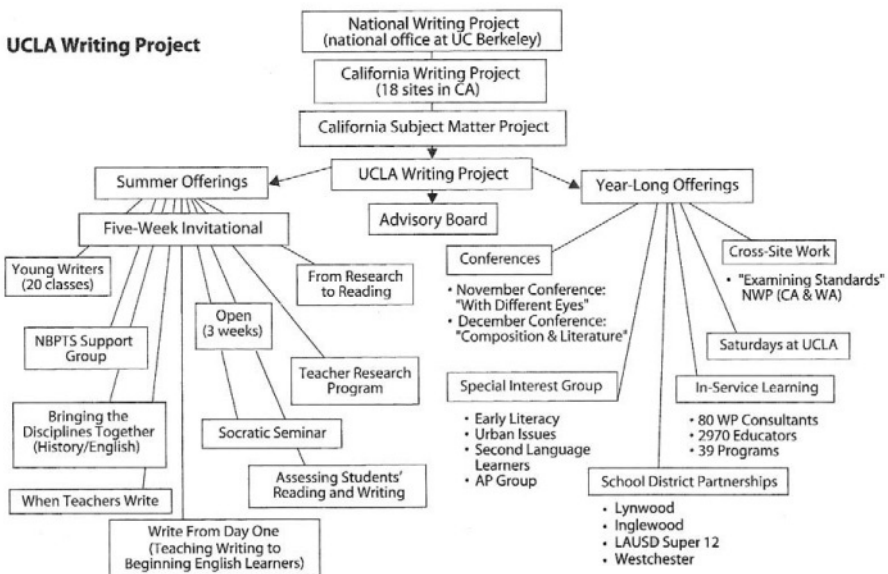 UCLA Writing Project
National Writing Project
(national office at UC Berkeley)
California Writing Project
(18 sites in CA)
California Subject Matter Project
UCLA Writing Project
Advisory Board
Summer Offerings
Five-Week Invitational
Young Writers
(20 classes)
From Research
to Reading
Open
(3 weeks)
NBPTS Support
Group
Teacher Research
Program
Bringing the
Disciplines Together
(History/English)
Socratic Seminar
Assessing Students'
Reading and Writing
When Teachers Write
Write From Day One
(Teaching Writing to
Beginning English Learners)
Year-Long Offerings
Conferences
• November Conference:
"With Different Eyes"
• December Conference:
"Composition & Literature"
Cross-Site Work
• "Examining Standards"
NWP (CA & WA)
Saturdays at UCLA
Special Interest Group
• Early Literacy
• Urban Issues
• Second Language
Learners
• AP Group
In-Service Learning
• 80 WP Consultants
• 2970 Educators
• 39 Programs
School District Partnerships
• Lynwood
• Inglewood
• LAUSD Super 12
• Westchester